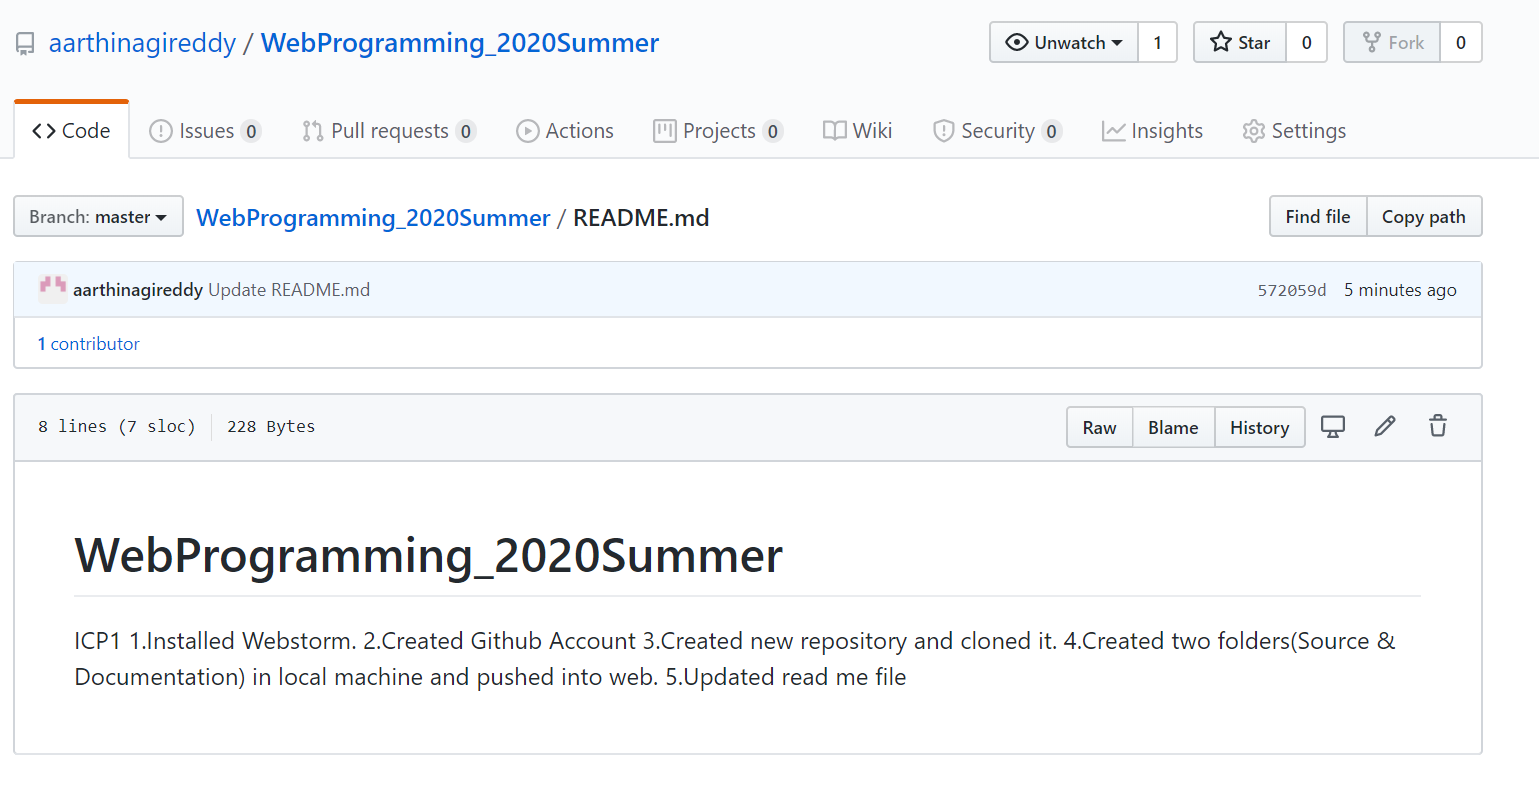 aarthinagireddy / WebProgramming_2020Summer
Unwatch 1 Star 0 Fork 0
Code Issues 0 Pull requests 0 Actions Projects 0 Wiki Security 0 Insights Settings
Branch: master WebProgramming_2020Summer / README.md Find file Copy path
aarthinagireddy Update README.md 572059d 5 minutes ago
1 contributor
8 lines (7 sloc) 228 Bytes Raw Blame History
WebProgramming_2020Summer
ICP1 1.Installed Webstorm. 2.Created Github Account 3.Created new repository and cloned it. 4.Created two folders(Source &
Documentation) in local machine and pushed into web. 5.Updated read me file